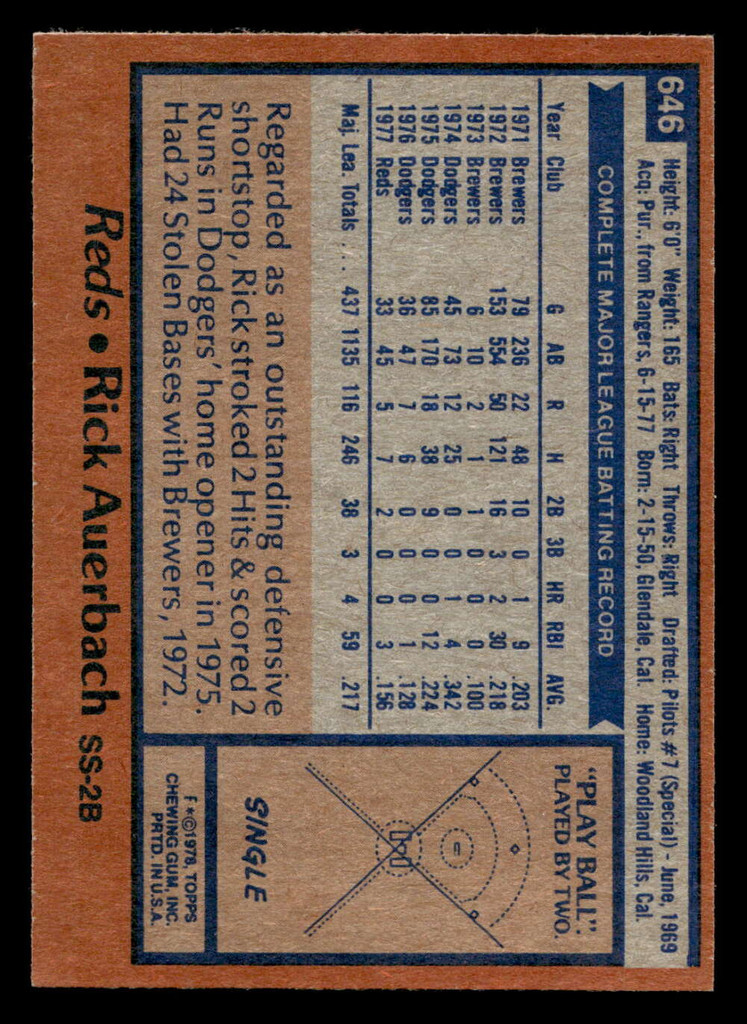 646
Height: 6'0" Weight: 165 Bats: Right Throws: Right Drafted: Pilots #7 (Special) - June, 1969
Acq: Pur., from Rangers, 6-15-77 Born: 2-15-50, Glendale, Cal. Home: Woodland Hills, Cal.
COMPLETE MAJOR LEAGUE BATTING RECORD
Year Club G AB R H 2B 3B HR RBI AVG.
1971 Brewers 79 236 22 48 10 0 1 9 .203
1972 Brewers 153 554 50 121 16 3 2 30 .218
1973 Brewers 6 10 2 1 1 0 0 0 .100
1974 Dodgers 45 73 12 25 0 0 1 4 .342
1975 Dodgers 85 170 18 38 9 0 0 12 .224
1976 Dodgers 36 47 7 6 0 0 0 1 .128
1977 Reds 33 45 5 7 2 0 0 3 .156
Maj. Lea. Totals ... 437 1135 116 246 38 3 4 59 .217
Regarded as an outstanding defensive
shortstop, Rick stroked 2 Hits & scored 2
Runs in Dodgers' home opener in 1975.
Had 24 Stolen Bases with Brewers, 1972.
"PLAY BALL".
PLAYED BY TWO.
SINGLE
F*©1978, TOPPS
CHEWING GUM, INC.
PRTD. IN U.S.A.
Reds • Rick Auerbach SS-2B